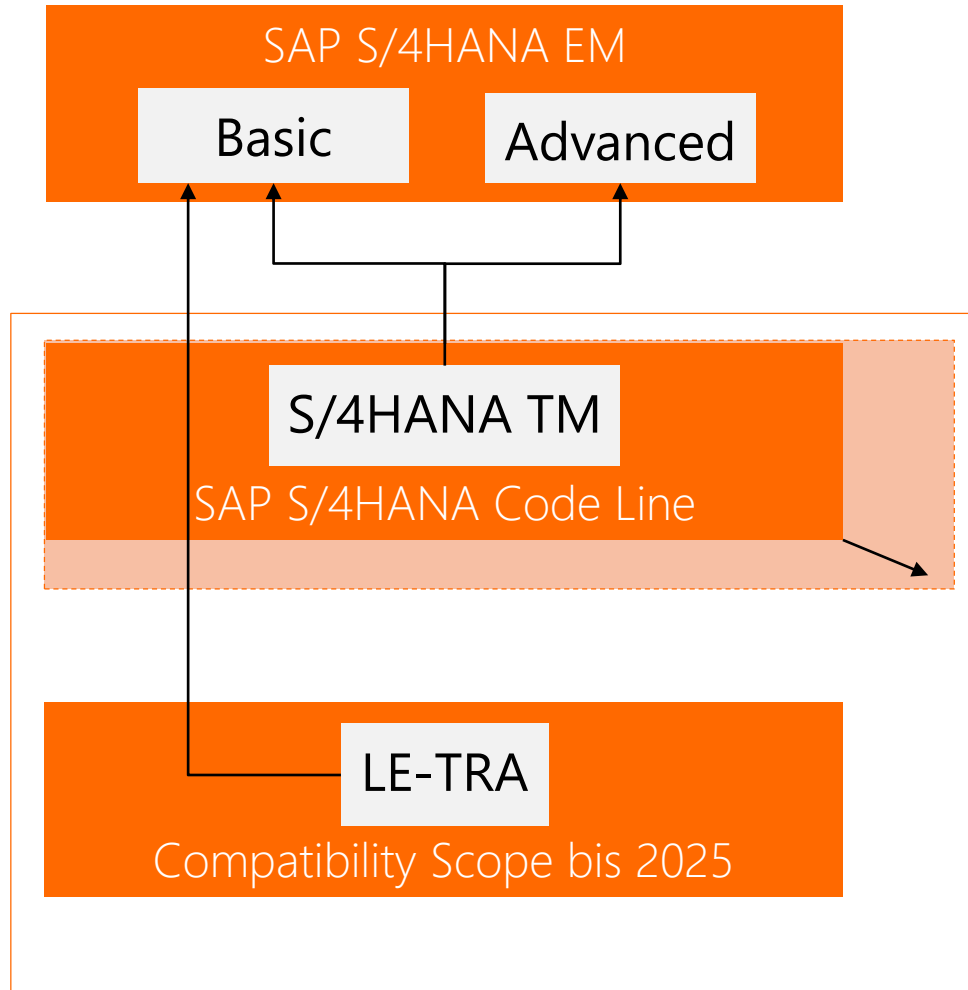 SAP S/4HANA EM
Basic
Advanced
S/4HANA TM
SAP S/4HANA Code Line
LE-TRA
Compatibility Scope bis 2025